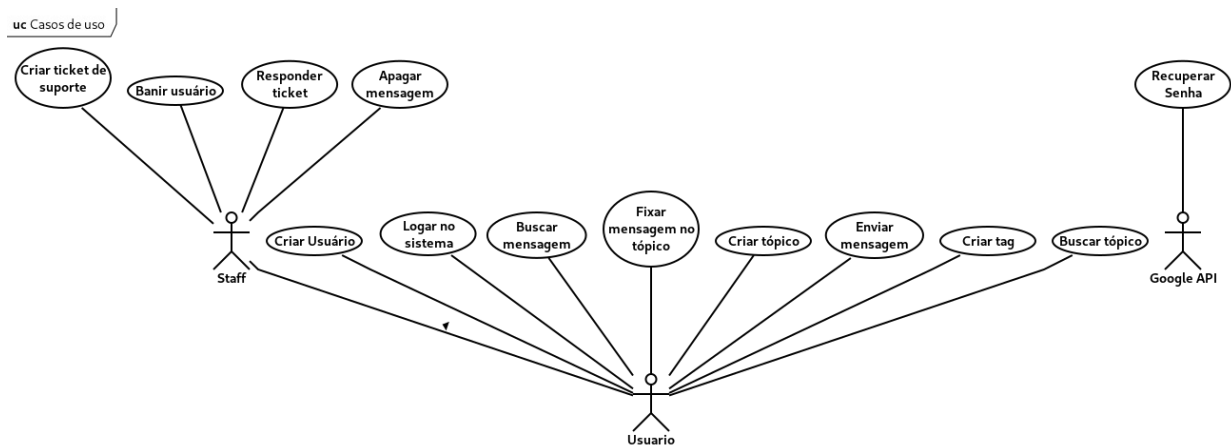 uc Casos de uso
Criar ticket de
suporte
Banir usuário
Responder
ticket
Apagar
mensagem
Recuperar
Senha
Staff
Criar Usuário
Logar no
sistema
Buscar
mensagem
Fixar
mensagem no
tópico
Criar tópico
Enviar
mensagem
Criar tag
Buscar tópico
Google API
Usuario